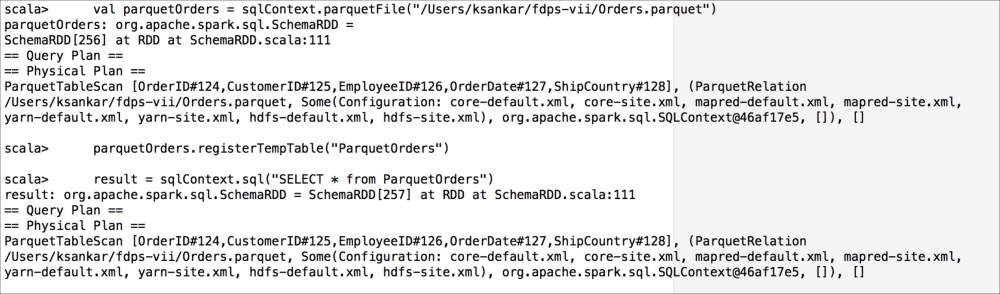 scala>     val parquetOrders = sqlContext.parquetFile("/Users/ksankar/fdps-vii/Orders.parquet")
parquetOrders: org.apache.spark.sql.SchemaRDD =
SchemaRDD[256] at RDD at SchemaRDD.scala:111
== Query Plan ==
== Physical Plan ==
ParquetTableScan [OrderID#124,CustomerID#125,EmployeeID#126,OrderDate#127,ShipCountry#128], (ParquetRelation
/Users/ksankar/fdps-vii/Orders.parquet, Some(Configuration: core-default.xml, core-site.xml, mapred-default.xml, mapred-site.xml,
yarn-default.xml, yarn-site.xml, hdfs-default.xml, hdfs-site.xml), org.apache.spark.sql.SQLContext@46af17e5, []), []
scala>     parquetOrders.registerTempTable("ParquetOrders")
scala>     result = sqlContext.sql("SELECT * from ParquetOrders")
result: org.apache.spark.sql.SchemaRDD = SchemaRDD[257] at RDD at SchemaRDD.scala:111
== Query Plan ==
== Physical Plan ==
ParquetTableScan [OrderID#124,CustomerID#125,EmployeeID#126,OrderDate#127,ShipCountry#128], (ParquetRelation
/Users/ksankar/fdps-vii/Orders.parquet, Some(Configuration: core-default.xml, core-site.xml, mapred-default.xml, mapred-site.xml,
yarn-default.xml, yarn-site.xml, hdfs-default.xml, hdfs-site.xml), org.apache.spark.sql.SQLContext@46af17e5, []), []